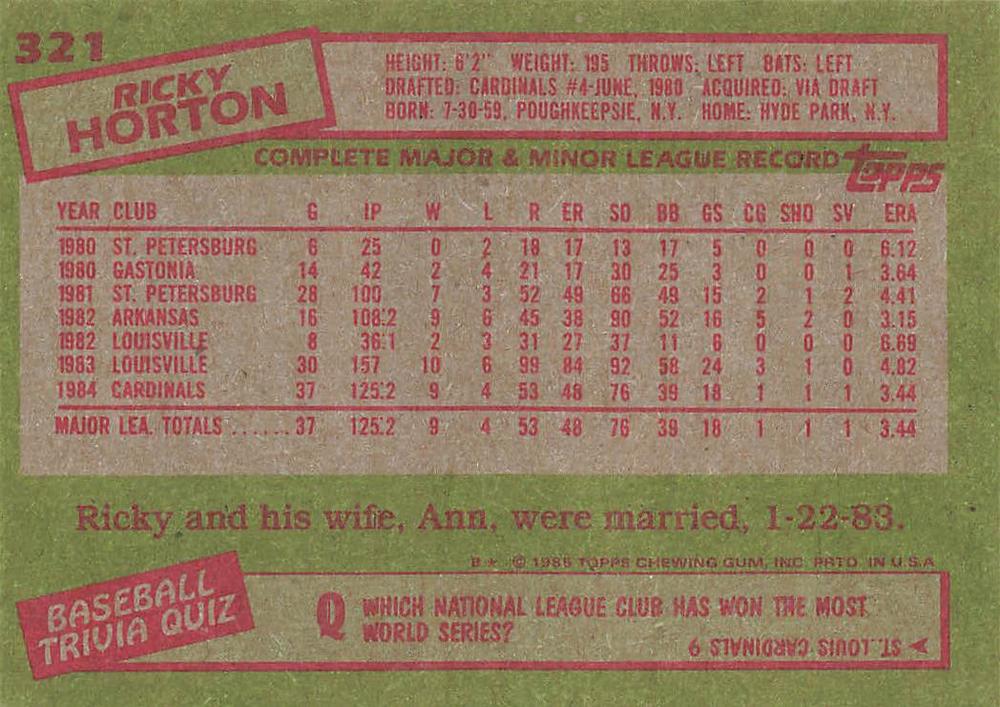 321
RICKY
HORTON
HEIGHT: 6'2" WEIGHT: 195 THROWS: LEFT BATS: LEFT
DRAFTED: CARDINALS #4-JUNE, 1980 ACQUIRED: VIA DRAFT
BORN: 7-30-59, POUGHKEEPSIE, N.Y. HOME: HYDE PARK, N.Y.
COMPLETE MAJOR & MINOR LEAGUE RECORD topps
YEAR CLUB G IP W L R ER SO BB GS CG SHO SV ERA
1980 ST. PETERSBURG 6 25 0 2 18 17 13 17 5 0 0 0 6.12
1980 GASTONIA 14 42 2 4 21 17 30 25 3 0 0 1 3.64
1981 ST. PETERSBURG 28 100 7 3 52 49 66 49 15 2 1 2 4.41
1982 ARKANSAS 16 108.2 9 6 45 38 90 52 16 5 2 0 3.15
1982 LOUISVILLE 8 36.1 2 3 31 27 37 11 6 0 0 0 6.69
1983 LOUISVILLE 30 157 10 6 99 84 92 58 24 3 1 0 4.82
1984 CARDINALS 37 125.2 9 4 53 48 76 39 18 1 1 1 3.44
MAJOR LEA. TOTALS ...... 37 125.2 9 4 53 48 76 39 18 1 1 1 3.44
Ricky and his wife, Ann, were married, 1-22-83.
B* © 1985 TOPPS CHEWING GUM, INC. PRTD. IN U.S.A.
BASEBALL
TRIVIA QUIZ
Q WHICH NATIONAL LEAGUE CLUB HAS WON THE MOST
WORLD SERIES?
ST. LOUIS CARDINALS 9